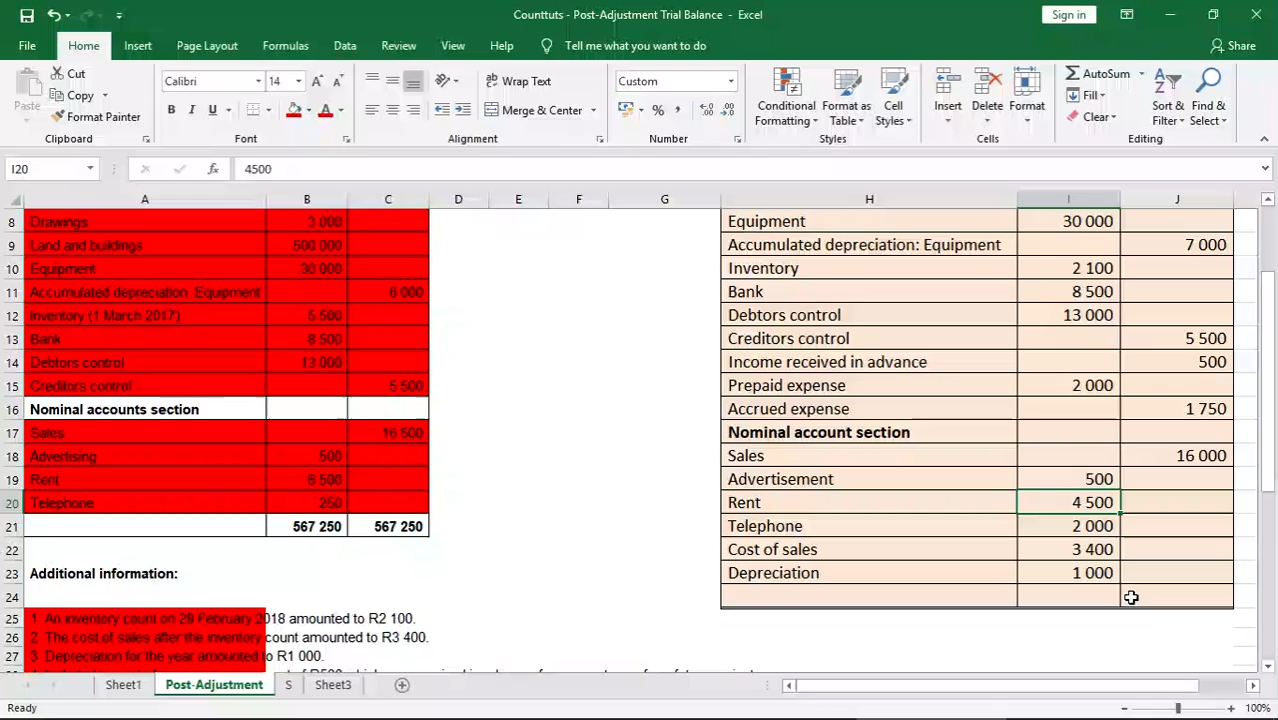 Counttuts - Post-Adjustment Trial Balance - Excel
Sign in
File Home Insert Page Layout Formulas Data Review View Help Tell me what you want to do Share
Paste
Cut
Copy
Format Painter
Clipboard
Calibri 14 A A
B I U A
Font
Wrap Text
Merge & Center
Alignment
Custom
%
Number
Conditional Formatting
Format as Table
Cell Styles
Styles
Insert Delete Format
Cells
AutoSum
Fill
Clear
Sort & Filter
Find & Select
Editing
I20 fx 4500
A B C D E F G H I J
8 Drawings 3 000 Equipment 30 000
9 Land and buildings 500 000 Accumulated depreciation: Equipment 7 000
10 Equipment 30 000 Inventory 2 100
11 Accumulated depreciation Equipment 6 000 Bank 8 500
12 Inventory (1 March 2017) 5 500 Debtors control 13 000
13 Bank 8 500 Creditors control 5 500
14 Debtors control 13 000 Income received in advance 500
15 Creditors control 5 500 Prepaid expense 2 000
16 Nominal accounts section Accrued expense 1 750
17 Sales 16 500 Nominal account section
18 Advertising 500 Sales 16 000
19 Rent 6 500 Advertisement 500
20 Telephone 250 Rent 4 500
21 567 250 567 250 Telephone 2 000
22 Cost of sales 3 400
23 Additional information: Depreciation 1 000
24
25 1 An inventory count on 29 February 2018 amounted to R2 100.
26 2 The cost of sales after the inventory count amounted to R3 400.
27 3 Depreciation for the year amounted to R1 000.
Sheet1 Post-Adjustment S Sheet3
Ready 100%